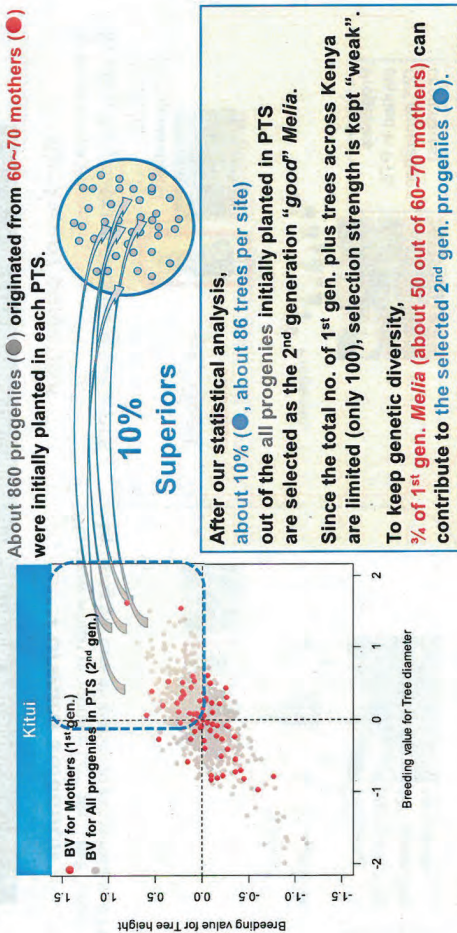 About 860 progenies (●) originated from 60~70 mothers (●)
were initially planted in each PTS.
Kitui
BV for Mothers (1st gen.)
BV for All progenies in PTS (2nd gen.)
1.5
1.0
0.5
0.0
-0.5
-1.0
-1.5
-2
-1
0
1
2
Breeding value for Tree height
Breeding value for Tree diameter
10%
Superiors
After our statistical analysis,
about 10% (●, about 86 trees per site)
out of the all progenies initially planted in PTS
are selected as the 2nd generation “good” Melia.
Since the total no. of 1st gen. plus trees across Kenya
are limited (only 100), selection strength is kept “weak”.
To keep genetic diversity,
¾ of 1st gen. Melia (about 50 out of 60~70 mothers) can
contribute to the selected 2nd gen. progenies (●).